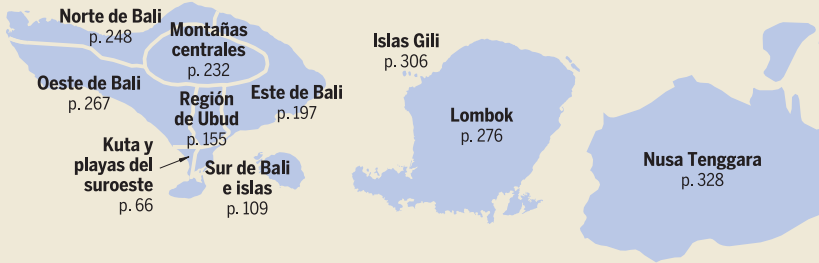 Norte de Bali
p. 248
Montañas
centrales
p. 232
Oeste de Bali
p. 267
Región
de Ubud
p. 155
Este de Bali
p. 197
Kuta y
playas del
suroeste
p. 66
Sur de Bali
e islas
p. 109
Islas Gili
p. 306
Lombok
p. 276
Nusa Tenggara
p. 328